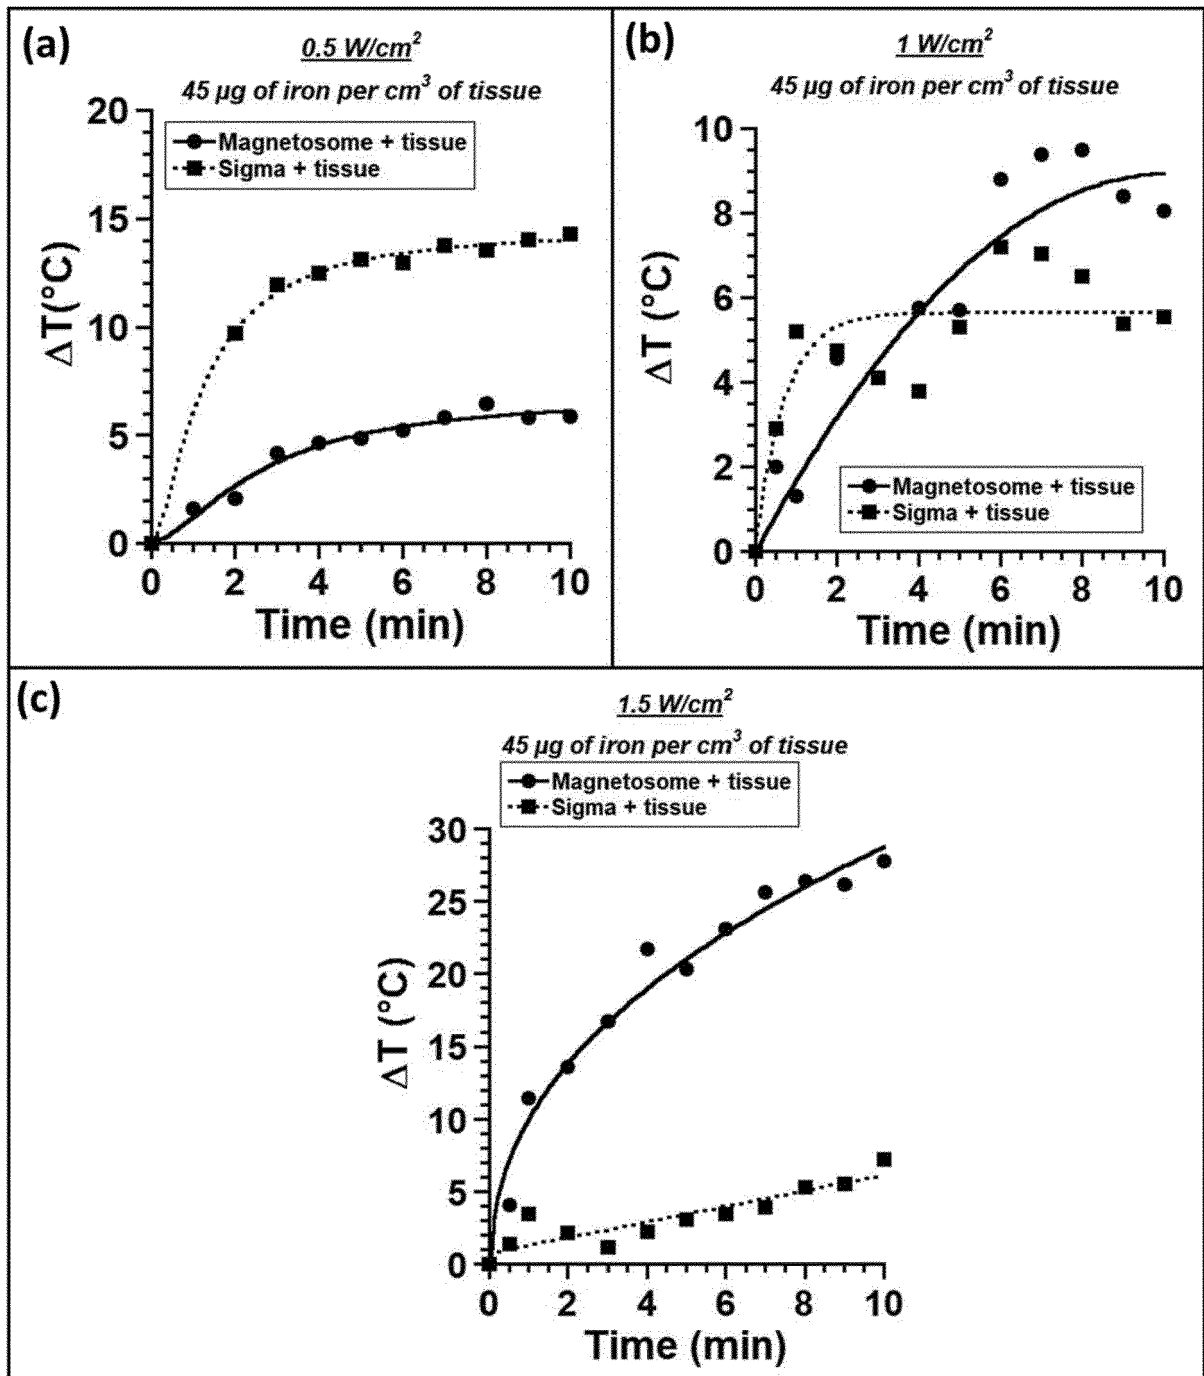 (a)
0.5 W/cm²
45 µg of iron per cm³ of tissue
Magnetosome + tissue
Sigma + tissue
20
15
10
5
0
ΔT(°C)
0 2 4 6 8 10
Time (min)
(b)
1 W/cm²
45 µg of iron per cm³ of tissue
10
8
6
4
2
0
ΔT (°C)
Magnetosome + tissue
Sigma + tissue
0 2 4 6 8 10
Time (min)
(c)
1.5 W/cm²
45 µg of iron per cm³ of tissue
Magnetosome + tissue
Sigma + tissue
30
25
20
15
10
5
0
ΔT (°C)
0 2 4 6 8 10
Time (min)